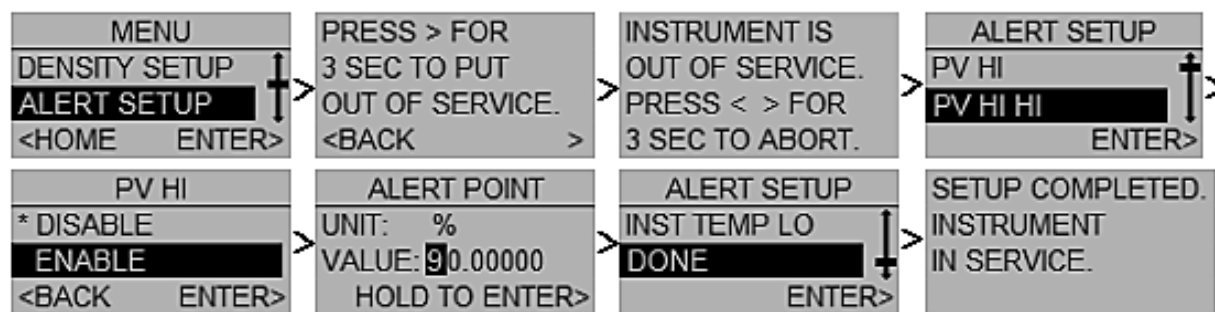 MENU
DENSITY SETUP
ALERT SETUP
<HOME ENTER>
PRESS > FOR
3 SEC TO PUT
OUT OF SERVICE.
<BACK >
INSTRUMENT IS
OUT OF SERVICE.
PRESS < > FOR
3 SEC TO ABORT.
ALERT SETUP
PV HI
PV HI HI
ENTER>
PV HI
* DISABLE
ENABLE
<BACK ENTER>
ALERT POINT
UNIT: %
VALUE: 90.00000
HOLD TO ENTER>
ALERT SETUP
INST TEMP LO
DONE
ENTER>
SETUP COMPLETED.
INSTRUMENT
IN SERVICE.